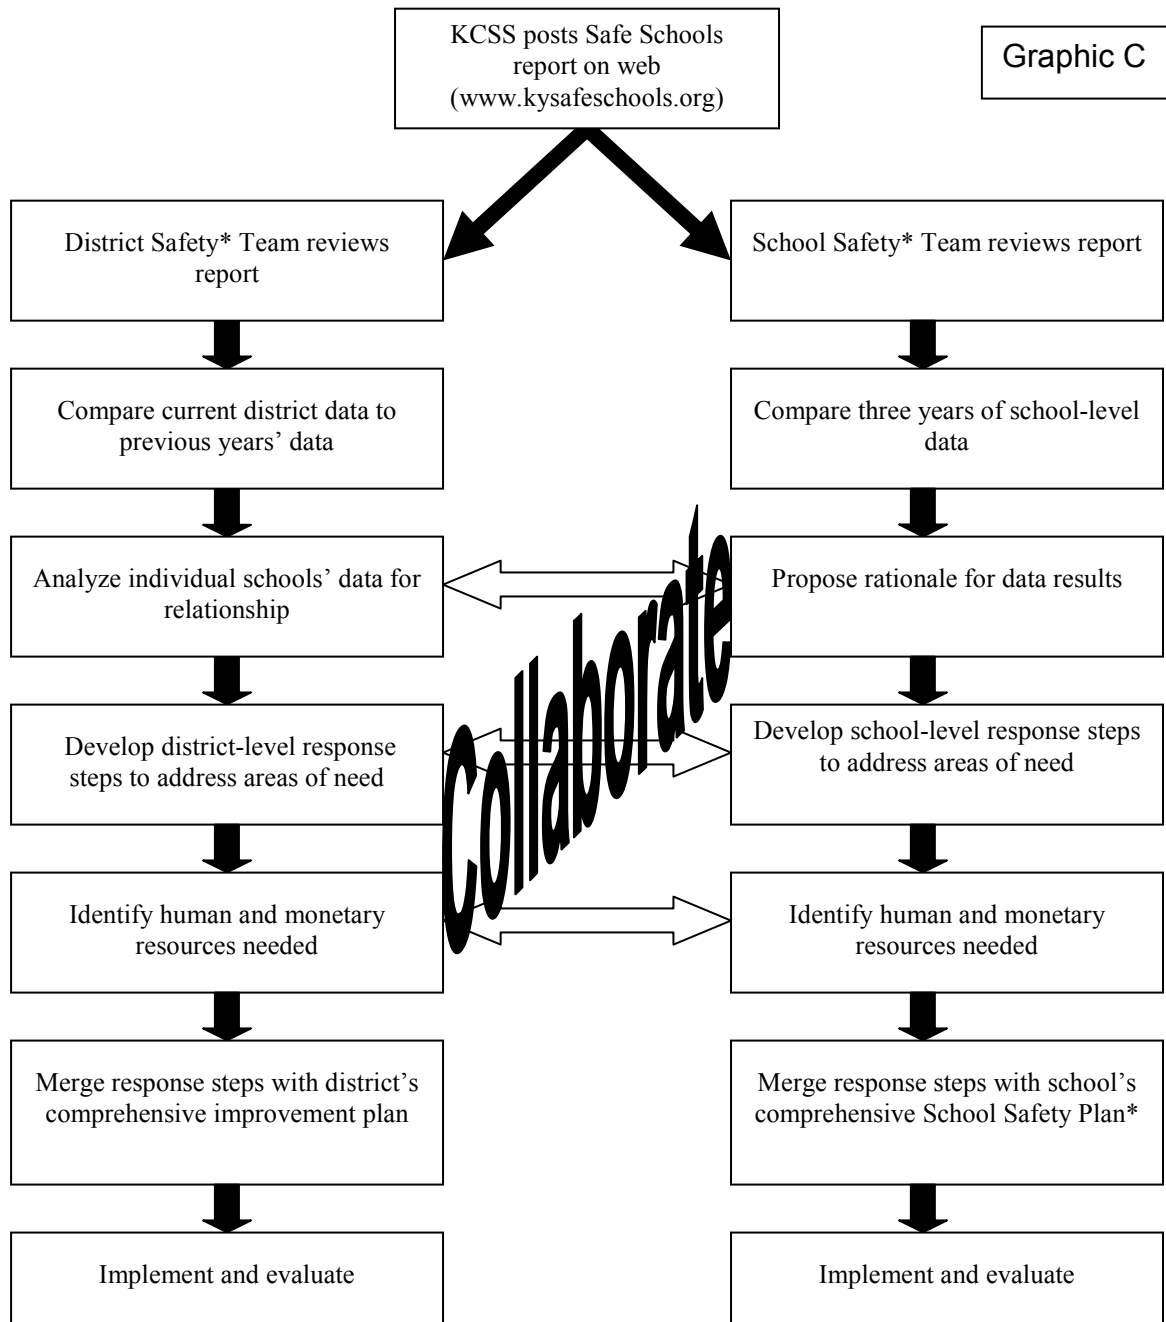 KCSS posts Safe Schools
report on web
(www.kysafeschools.org)
Graphic C
District Safety* Team reviews
report
School Safety* Team reviews report
Compare current district data to
previous years’ data
Compare three years of school-level
data
Analyze individual schools’ data for
relationship
Propose rationale for data results
Collaborate
Develop district-level response
steps to address areas of need
Develop school-level response steps
to address areas of need
Identify human and monetary
resources needed
Identify human and monetary
resources needed
Merge response steps with district’s
comprehensive improvement plan
Merge response steps with school’s
comprehensive School Safety Plan*
Implement and evaluate
Implement and evaluate